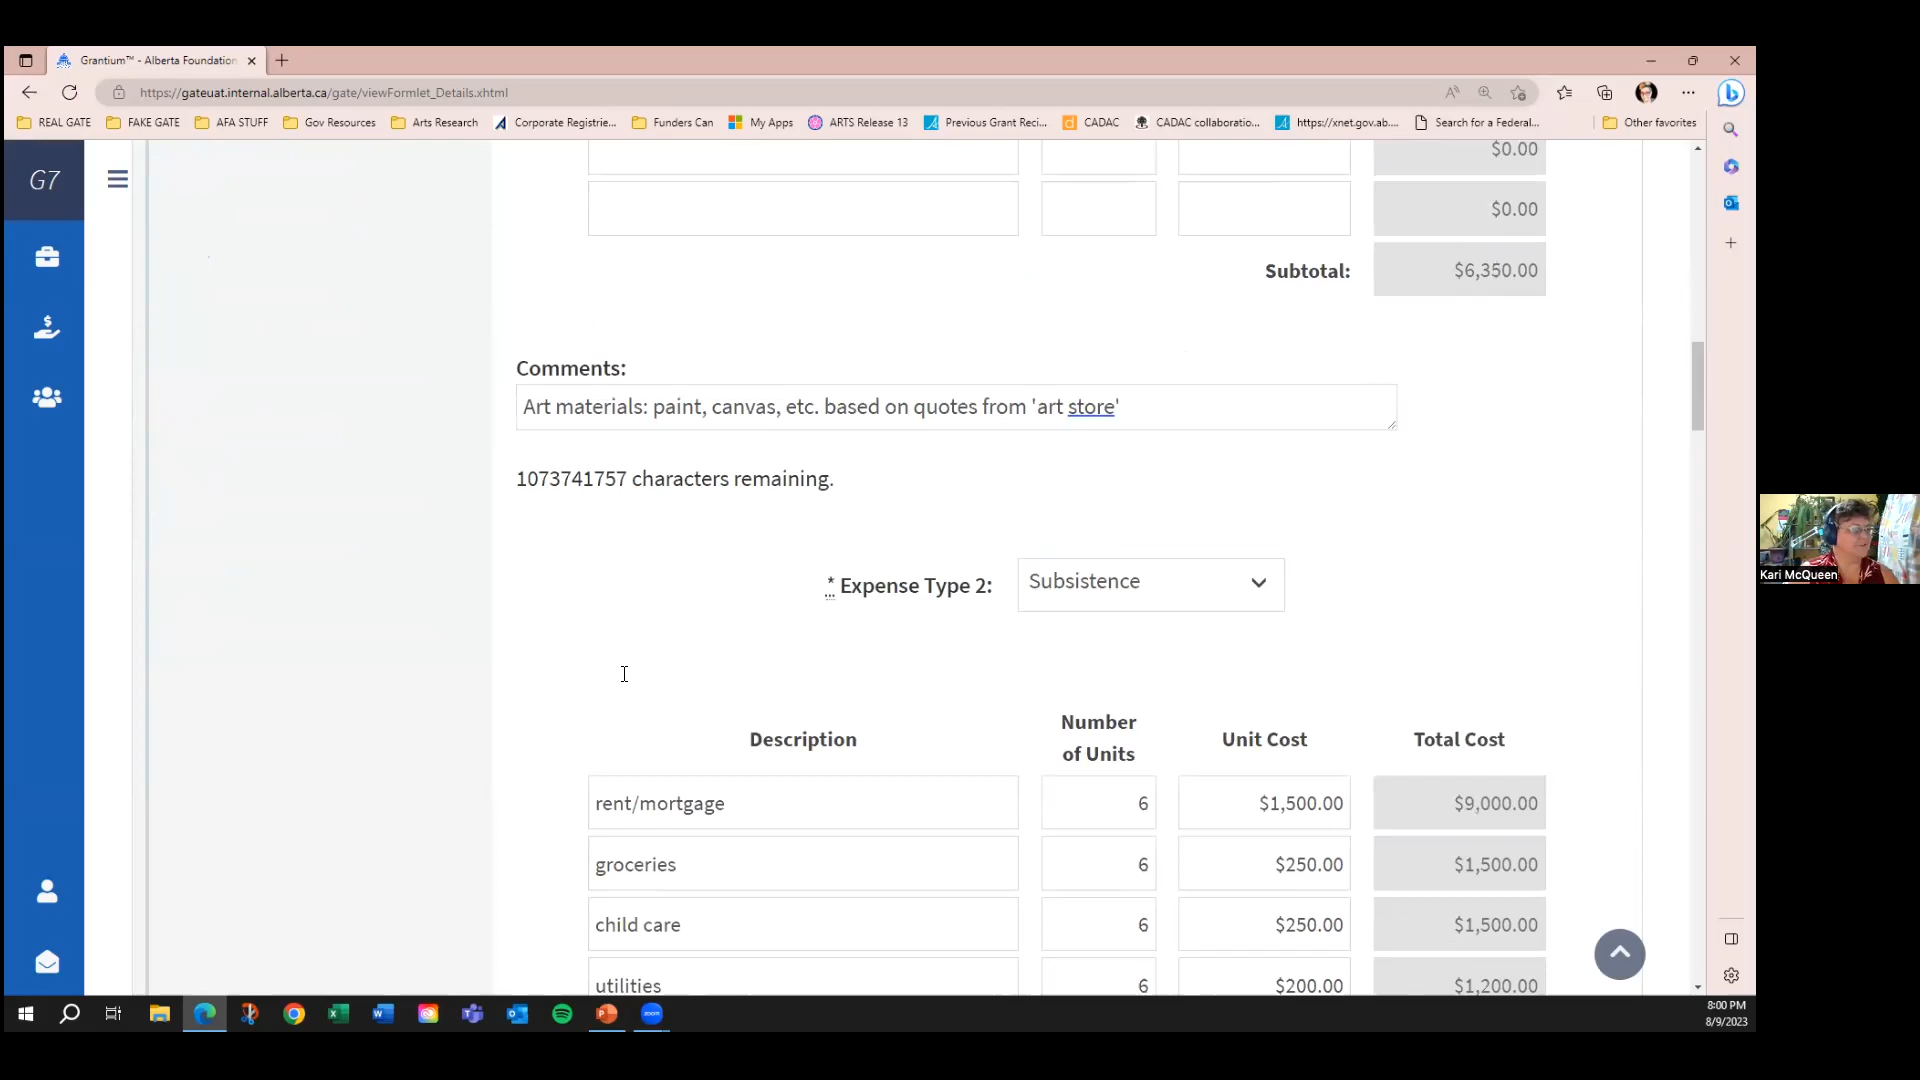 Grantium™ - Alberta Foundation
https://gateuat.internal.alberta.ca/gate/viewFormlet_Details.xhtml
REAL GATE
FAKE GATE
AFA STUFF
Gov Resources
Arts Research
Corporate Registrie...
Funders Can
My Apps
ARTS Release 13
Previous Grant Reci...
CADAC
CADAC collaboratio...
https://xnet.gov.ab....
Search for a Federal...
Other favorites
G7
$0.00
$0.00
Subtotal: $6,350.00
Comments:
Art materials: paint, canvas, etc. based on quotes from 'art store'
1073741757 characters remaining.
* Expense Type 2: Subsistence
Description Number of Units Unit Cost Total Cost
rent/mortgage 6 $1,500.00 $9,000.00
groceries 6 $250.00 $1,500.00
child care 6 $250.00 $1,500.00
utilities 6 $200.00 $1,200.00
Kari McQueen
8:00 PM
8/9/2023